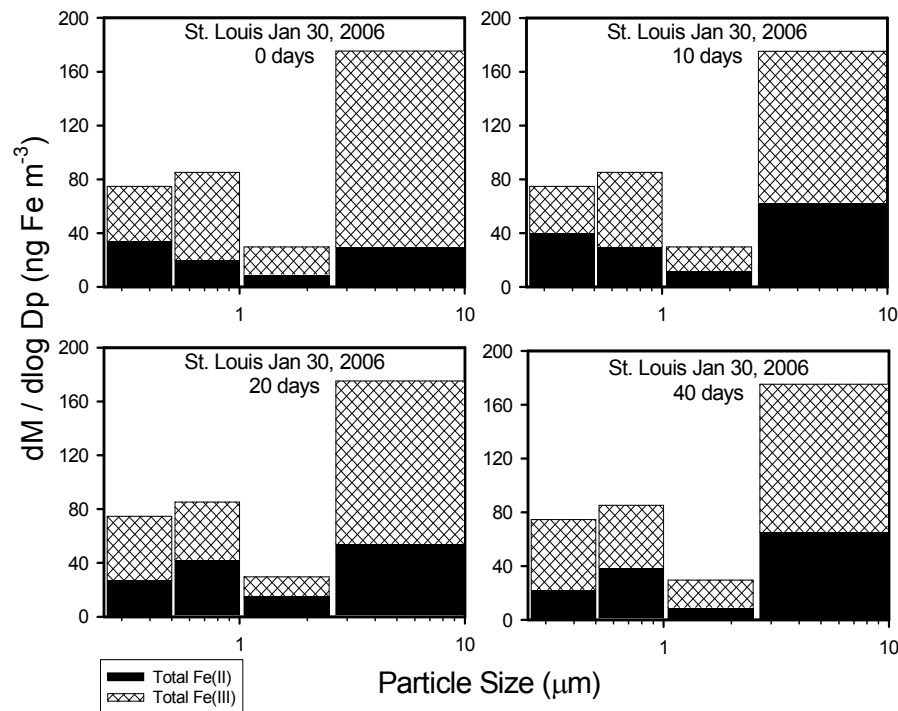 St. Louis Jan 30, 2006
0 days
200
160
120
80
40
0
1
10
St. Louis Jan 30, 2006
10 days
200
160
120
80
40
0
1
10
dM / dlog Dp (ng Fe m⁻³)
St. Louis Jan 30, 2006
20 days
200
160
120
80
40
0
1
10
St. Louis Jan 30, 2006
40 days
200
160
120
80
40
0
1
10
Total Fe(II)
Total Fe(III)
Particle Size (μm)